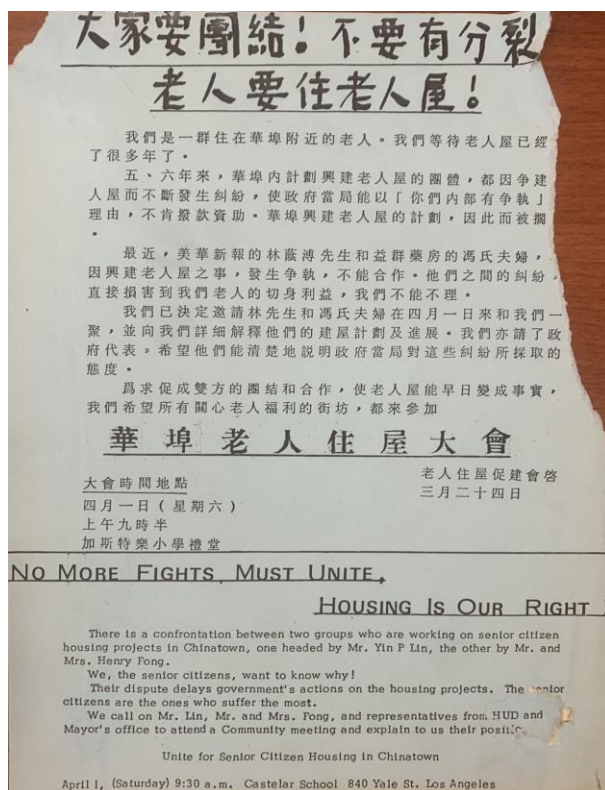 大家要團結！不要有分裂
老人要住老人屋！
我們是一群住在華埠附近的老人。我們等待老人屋已經
了很多年了。
五、六年來，華埠内計劃興建老人屋的團體，都因爭建
人屋而不斷發生糾紛，使政府當局能以「你們内部有爭執」
理由，不肯撥款資助。華埠興建老人屋的計劃，因此而被擱
。
最近，美華新報的林蔭溥先生和益群藥房的馮氏夫婦，
因興建老人屋之事，發生爭執，不能合作。他們之間的糾紛，
直接損害到我們老人的切身利益，我們不能不理。
我們已決定邀請林先生和馮氏夫婦在四月一日來和我們一
聚，並向我們詳細解釋他們的建屋計劃及進展。我們亦請了政
府代表，希望他們能清楚地説明政府當局對這些糾紛所採取的
態度。
爲求促成雙方的團結和合作，使老人屋能早日變成事實，
我們希望所有關心老人福利的街坊，都來參加
華埠老人住屋大會
老人住屋促建會啓
三月二十四日
大會時間地點
四月一日（星期六）
上午九時半
加斯特樂小學禮堂
NO MORE FIGHTS, MUST UNITE,
HOUSING IS OUR RIGHT
There is a confrontation between two groups who are working on senior citizen
housing projects in Chinatown, one headed by Mr. Yin P Lin, the other by Mr. and
Mrs. Henry Fong.
We, the senior citizens, want to know why!
Their dispute delays government's actions on the housing projects. The senior
citizens are the ones who suffer the most.
We call on Mr. Lin, Mr. and Mrs. Fong, and representatives from HUD and
Mayor's office to attend a Community meeting and explain to us their
Unite for Senior Citizen Housing in Chinatown
April 1, (Saturday) 9:30 a.m. Castelar School 840 Yale St. Los Angeles